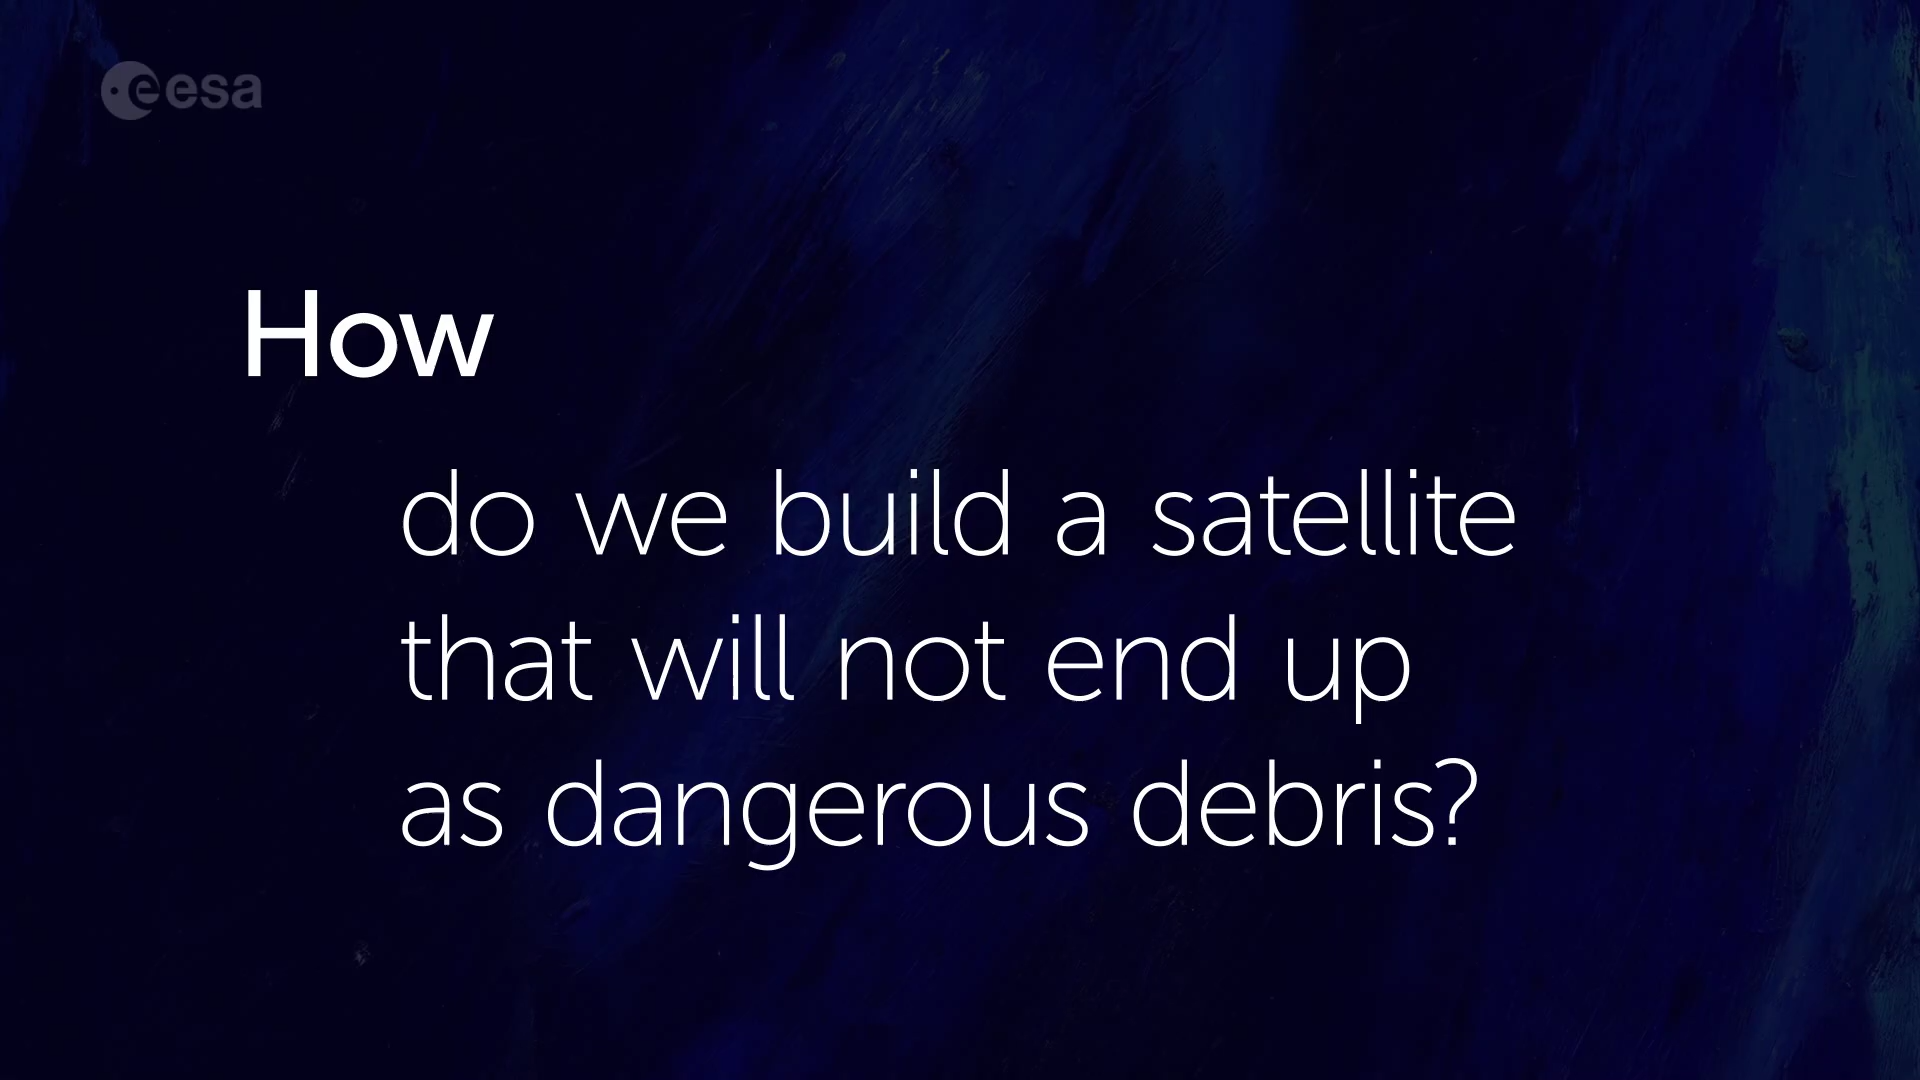 esa
How
do we build a satellite
that will not end up
as dangerous debris?